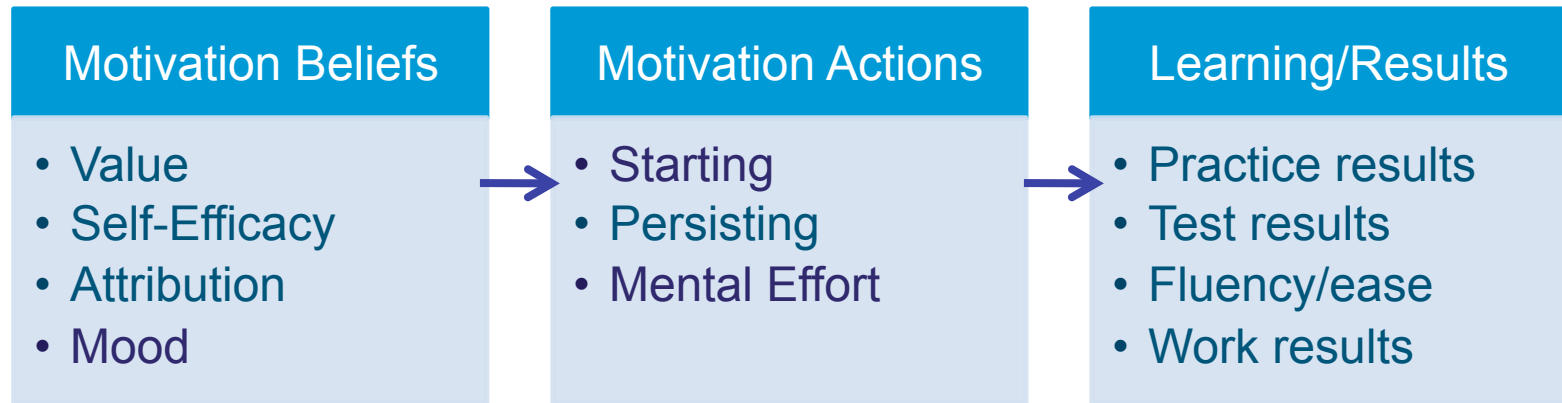 Motivation Beliefs
• Value
• Self-Efficacy
• Attribution
• Mood
Motivation Actions
• Starting
• Persisting
• Mental Effort
Learning/Results
• Practice results
• Test results
• Fluency/ease
• Work results